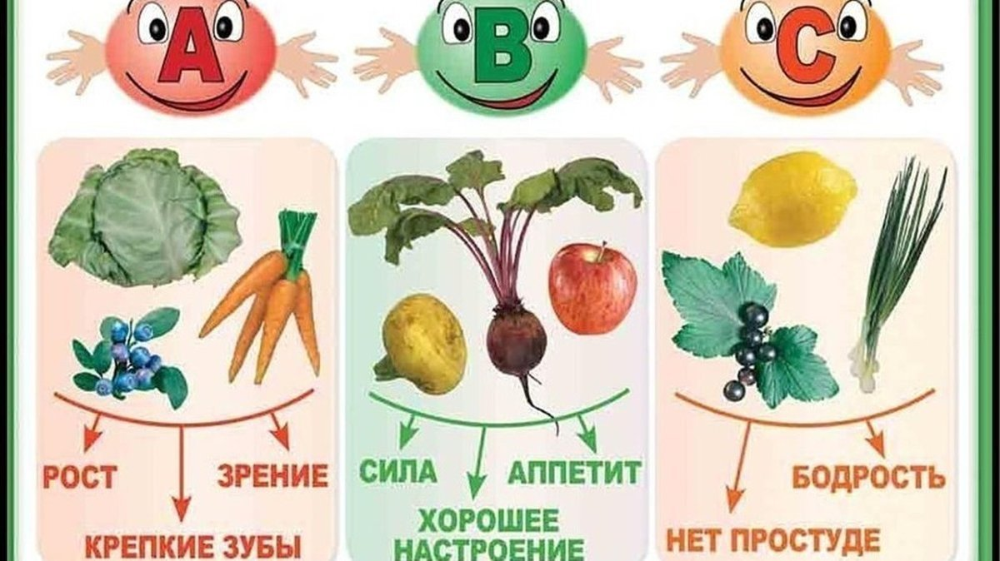 А
В
С
РОСТ
ЗРЕНИЕ
КРЕПКИЕ ЗУБЫ
СИЛА
АППЕТИТ
ХОРОШЕЕ
НАСТРОЕНИЕ
БОДРОСТЬ
НЕТ ПРОСТУДЕ